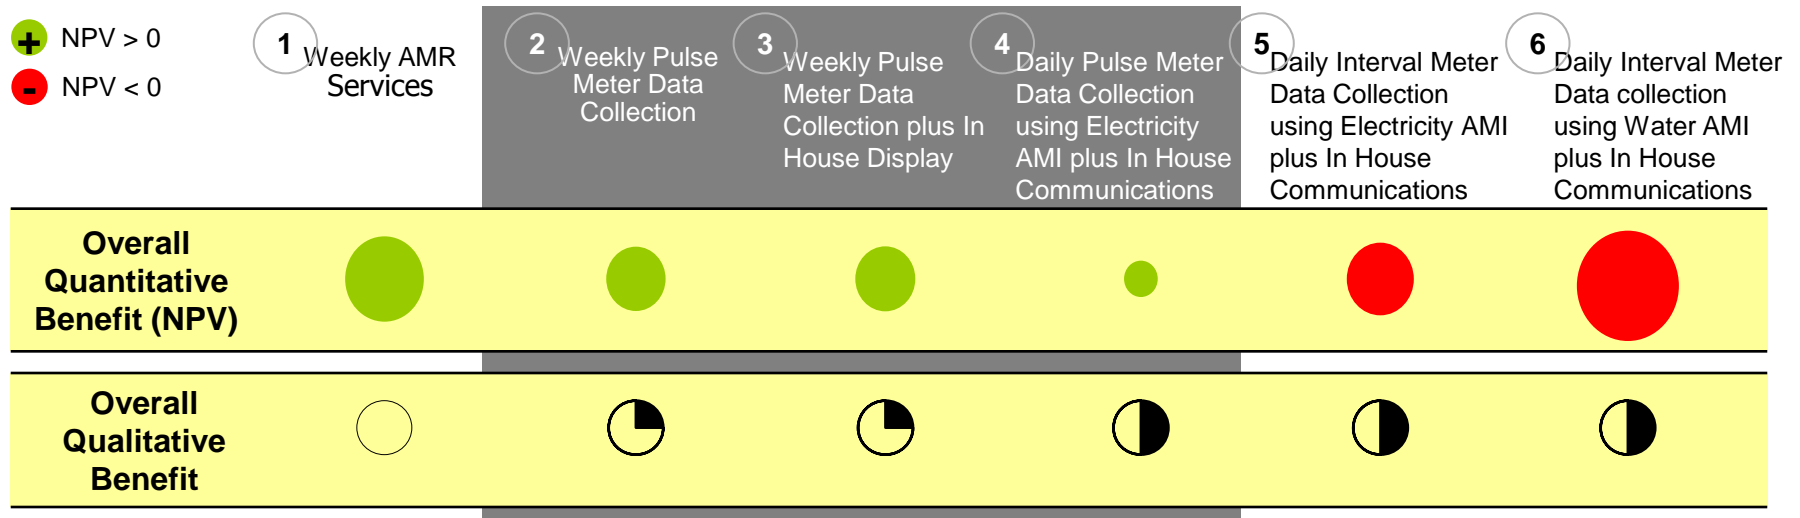 + NPV > 0
- NPV < 0
1
Weekly AMR
Services
2
Weekly Pulse
Meter Data
Collection
3
Weekly Pulse
Meter Data
Collection plus In
House Display
4
Daily Pulse Meter
Data Collection
using Electricity
AMI plus In House
Communications
5
Daily Interval Meter
Data Collection
using Electricity AMI
plus In House
Communications
6
Daily Interval Meter
Data collection
using Water AMI
plus In House
Communications
Overall
Quantitative
Benefit (NPV)
Overall
Qualitative
Benefit